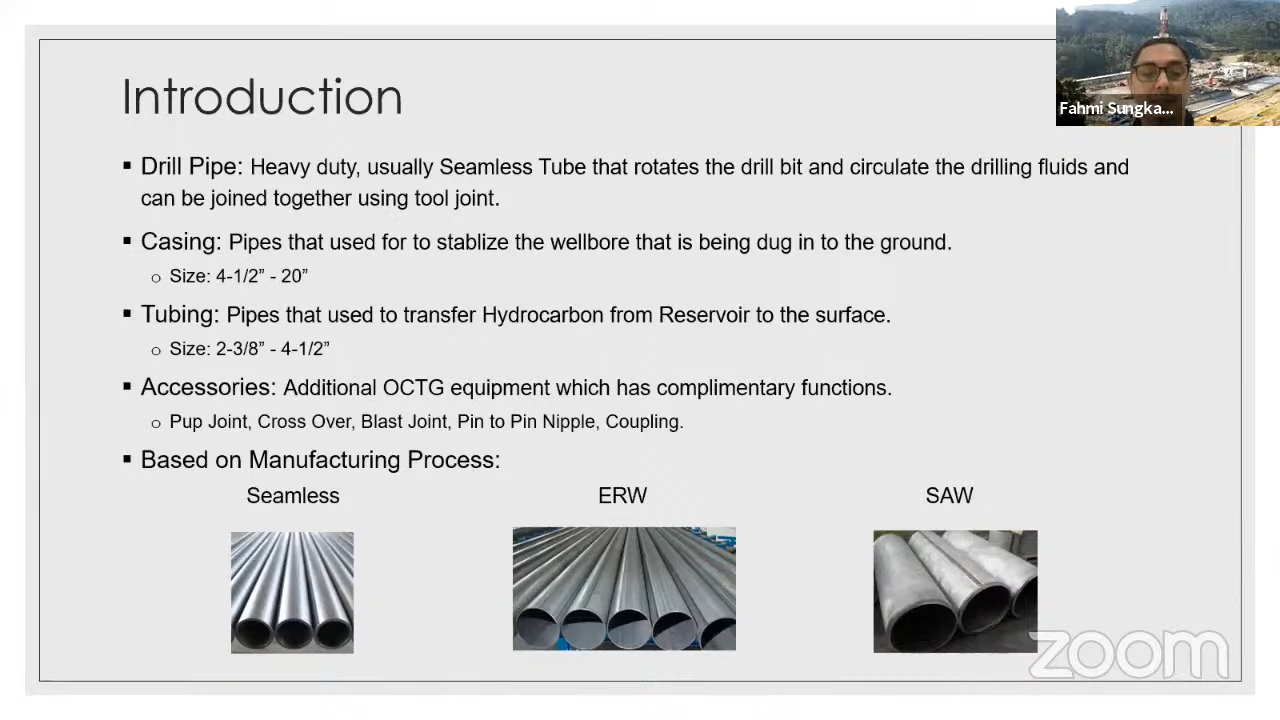 Introduction
Fahmi Sungka...
▪ Drill Pipe: Heavy duty, usually Seamless Tube that rotates the drill bit and circulate the drilling fluids and
can be joined together using tool joint.
▪ Casing: Pipes that used for to stablize the wellbore that is being dug in to the ground.
o Size: 4-1/2” - 20”
▪ Tubing: Pipes that used to transfer Hydrocarbon from Reservoir to the surface.
o Size: 2-3/8” - 4-1/2”
▪ Accessories: Additional OCTG equipment which has complimentary functions.
o Pup Joint, Cross Over, Blast Joint, Pin to Pin Nipple, Coupling.
▪ Based on Manufacturing Process:
Seamless ERW SAW
zoom